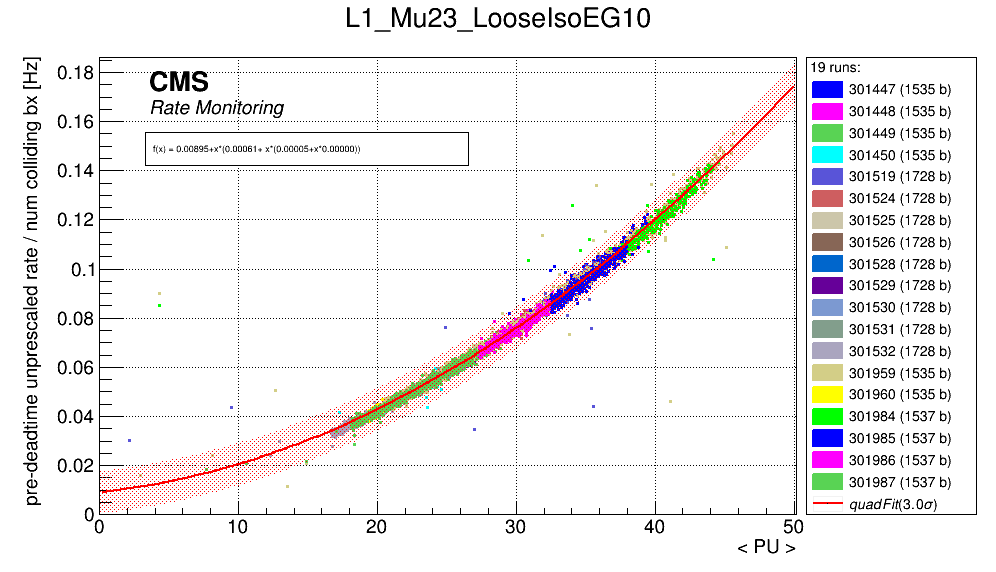 L1_Mu23_LooseIsoEG10
pre-deadtime unprescaled rate / num colliding bx [Hz]
CMS
Rate Monitoring
f(x) = 0.00895+x*(0.00061+ x*(0.00005+x*0.00000))
0.18
0.16
0.14
0.12
0.1
0.08
0.06
0.04
0.02
0
0 10 20 30 40 50
< PU >
19 runs:
301447 (1535 b)
301448 (1535 b)
301449 (1535 b)
301450 (1535 b)
301519 (1728 b)
301524 (1728 b)
301525 (1728 b)
301526 (1728 b)
301528 (1728 b)
301529 (1728 b)
301530 (1728 b)
301531 (1728 b)
301532 (1728 b)
301959 (1535 b)
301960 (1535 b)
301984 (1537 b)
301985 (1537 b)
301986 (1537 b)
301987 (1537 b)
quadFit(3.0σ)